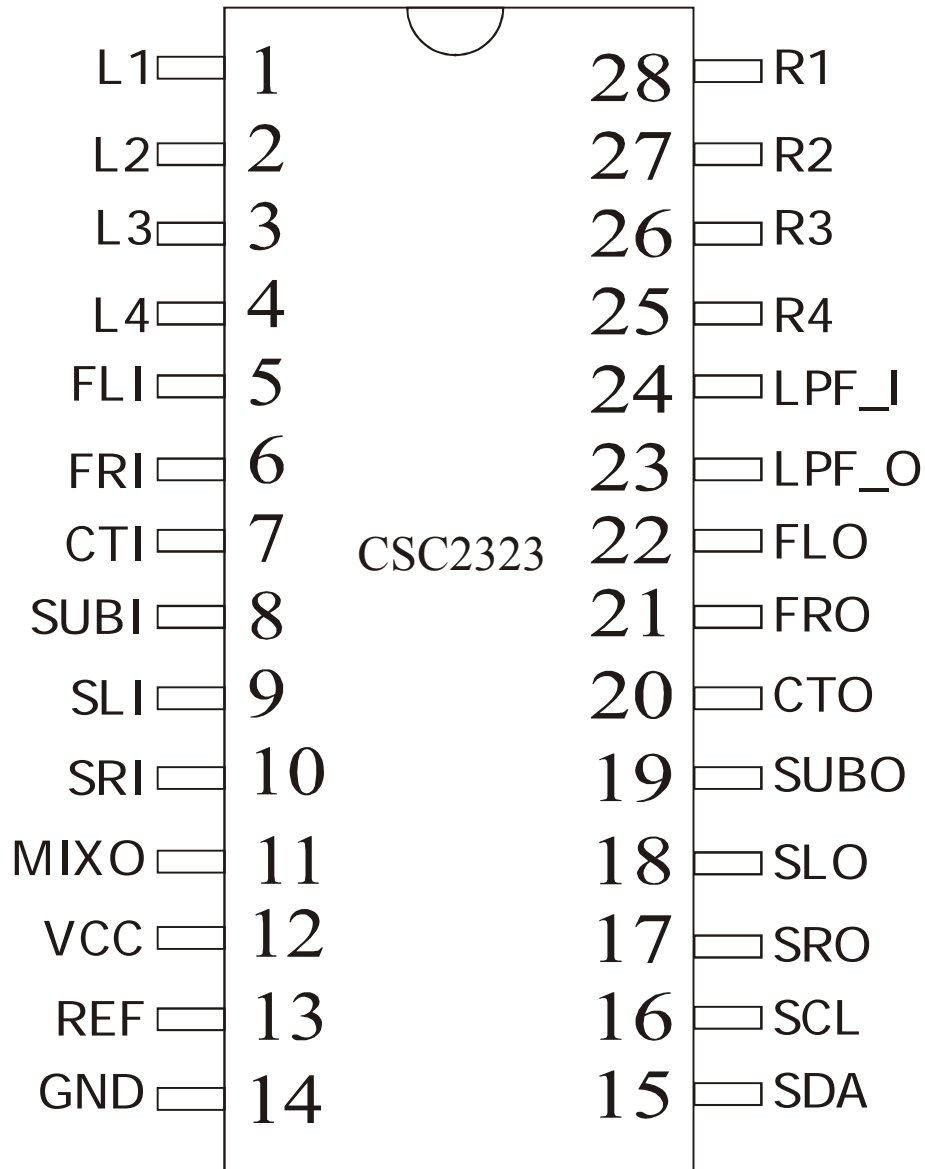 L1 1 28 R1
L2 2 27 R2
L3 3 26 R3
L4 4 25 R4
FLI 5 24 LPF_I
FRI 6 23 LPF_O
CTI 7 CSC2323 22 FLO
SUBI 8 21 FRO
SLI 9 20 CTO
SRI 10 19 SUBO
MIXO 11 18 SLO
VCC 12 17 SRO
REF 13 16 SCL
GND 14 15 SDA